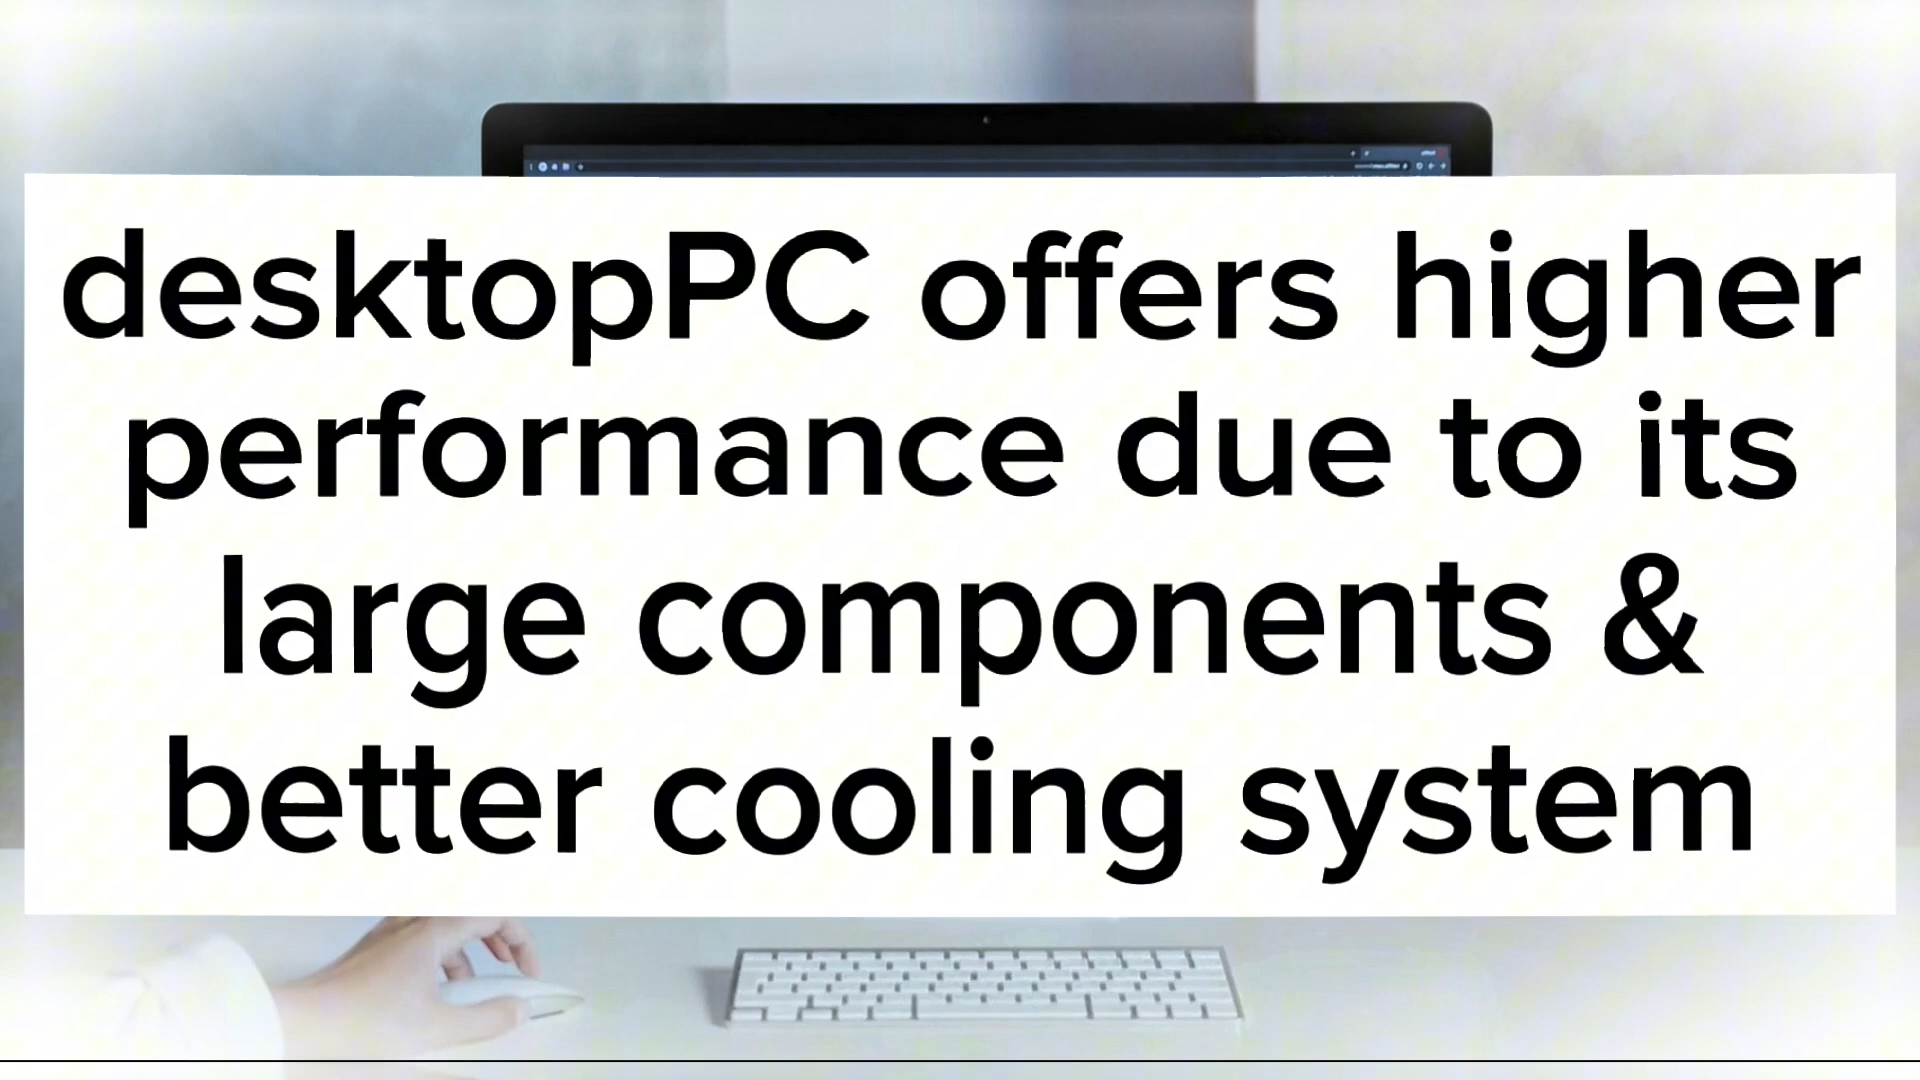 desktopPC offers higher
performance due to its
large components &
better cooling system